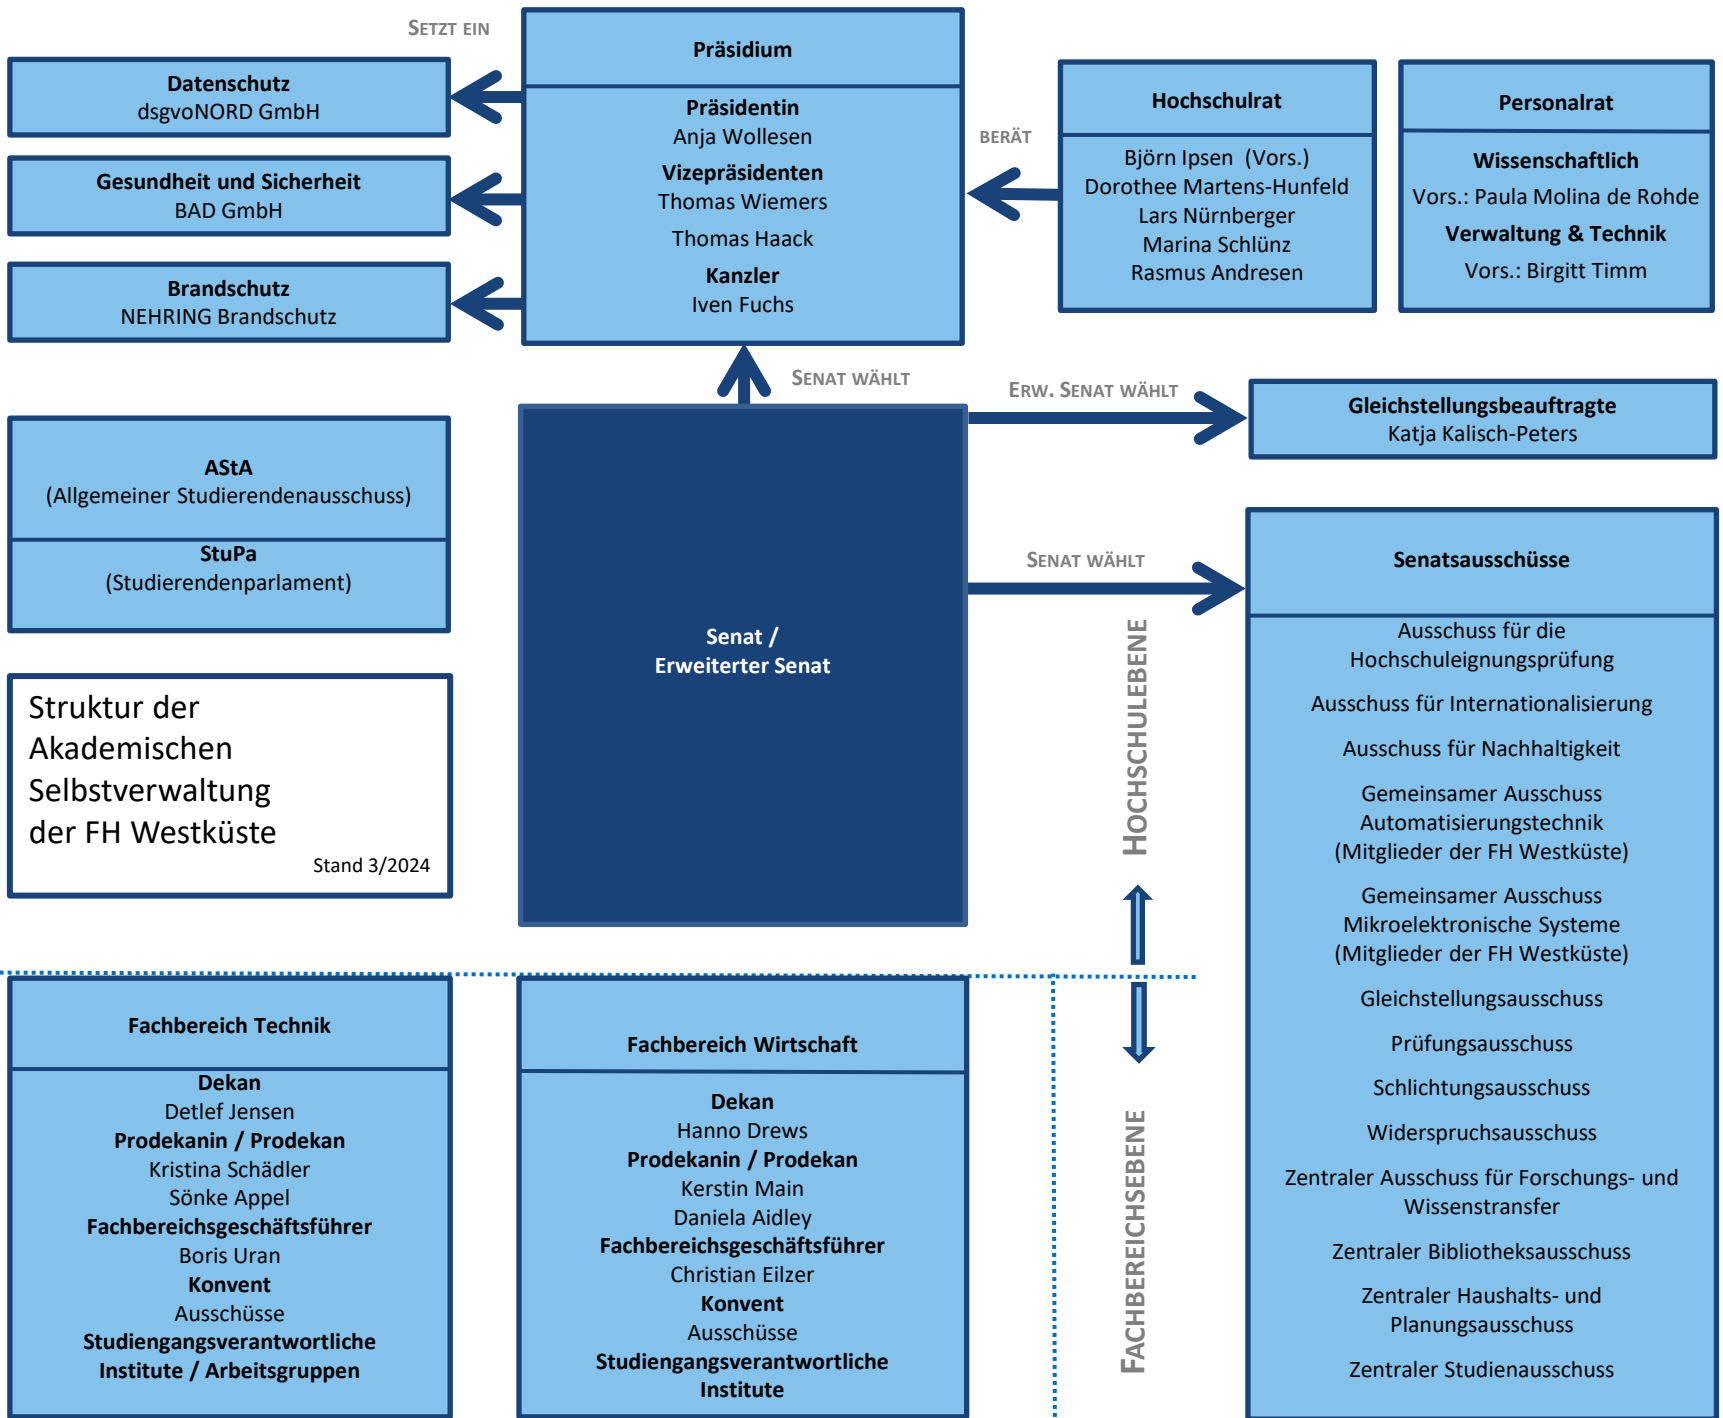 SETZT EIN
Präsidium
Präsidentin
Anja Wollesen
Vizepräsidenten
Thomas Wiemers
Thomas Haack
Kanzler
Iven Fuchs
Datenschutz
dsgvoNORD GmbH
Gesundheit und Sicherheit
BAD GmbH
Brandschutz
NEHRING Brandschutz
BERÄT
Hochschulrat
Björn Ipsen (Vors.)
Dorothee Martens-Hunfeld
Lars Nürnberger
Marina Schlünz
Rasmus Andresen
Personalrat
Wissenschaftlich
Vors.: Paula Molina de Rohde
Verwaltung & Technik
Vors.: Birgitt Timm
SENAT WÄHLT
ERW. SENAT WÄHLT
Gleichstellungsbeauftragte
Katja Kalisch-Peters
AStA
(Allgemeiner Studierendenausschuss)
StuPa
(Studierendenparlament)
Senat /
Erweiterter Senat
SENAT WÄHLT
Senatsausschüsse
Ausschuss für die
Hochschuleignungsprüfung
Ausschuss für Internationalisierung
Ausschuss für Nachhaltigkeit
Gemeinsamer Ausschuss
Automatisierungstechnik
(Mitglieder der FH Westküste)
Gemeinsamer Ausschuss
Mikroelektronische Systeme
(Mitglieder der FH Westküste)
Gleichstellungsausschuss
Prüfungsausschuss
Schlichtungsausschuss
Widerspruchsausschuss
Zentraler Ausschuss für Forschungs- und
Wissenstransfer
Zentraler Bibliotheksausschuss
Zentraler Haushalts- und
Planungsausschuss
Zentraler Studienausschuss
Struktur der
Akademischen
Selbstverwaltung
der FH Westküste
Stand 3/2024
HOCHSCHULEBENE
FACHBEREICHSEBENE
Fachbereich Technik
Dekan
Detlef Jensen
Prodekanin / Prodekan
Kristina Schädler
Sönke Appel
Fachbereichsgeschäftsführer
Boris Uran
Konvent
Ausschüsse
Studiengangsverantwortliche
Institute / Arbeitsgruppen
Fachbereich Wirtschaft
Dekan
Hanno Drews
Prodekanin / Prodekan
Kerstin Main
Daniela Aidley
Fachbereichsgeschäftsführer
Christian Eilzer
Konvent
Ausschüsse
Studiengangsverantwortliche
Institute